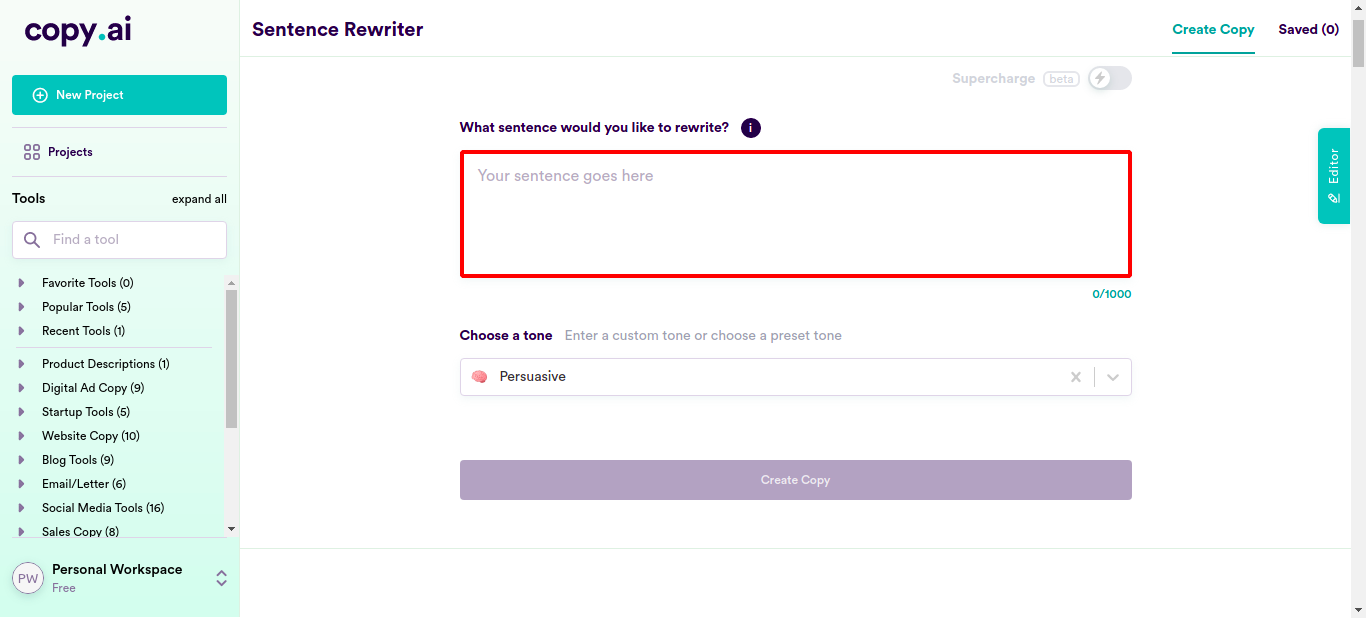 copy.ai
New Project
Projects
Tools
expand all
Find a tool
Favorite Tools (0)
Popular Tools (5)
Recent Tools (1)
Product Descriptions (1)
Digital Ad Copy (9)
Startup Tools (5)
Website Copy (10)
Blog Tools (9)
Email/Letter (6)
Social Media Tools (16)
Sales Copy (8)
PW
Personal Workspace
Free
Sentence Rewriter
Create Copy
Saved (0)
Supercharge beta
What sentence would you like to rewrite? i
Your sentence goes here
0/1000
Choose a tone Enter a custom tone or choose a preset tone
Persuasive
Create Copy
Editor